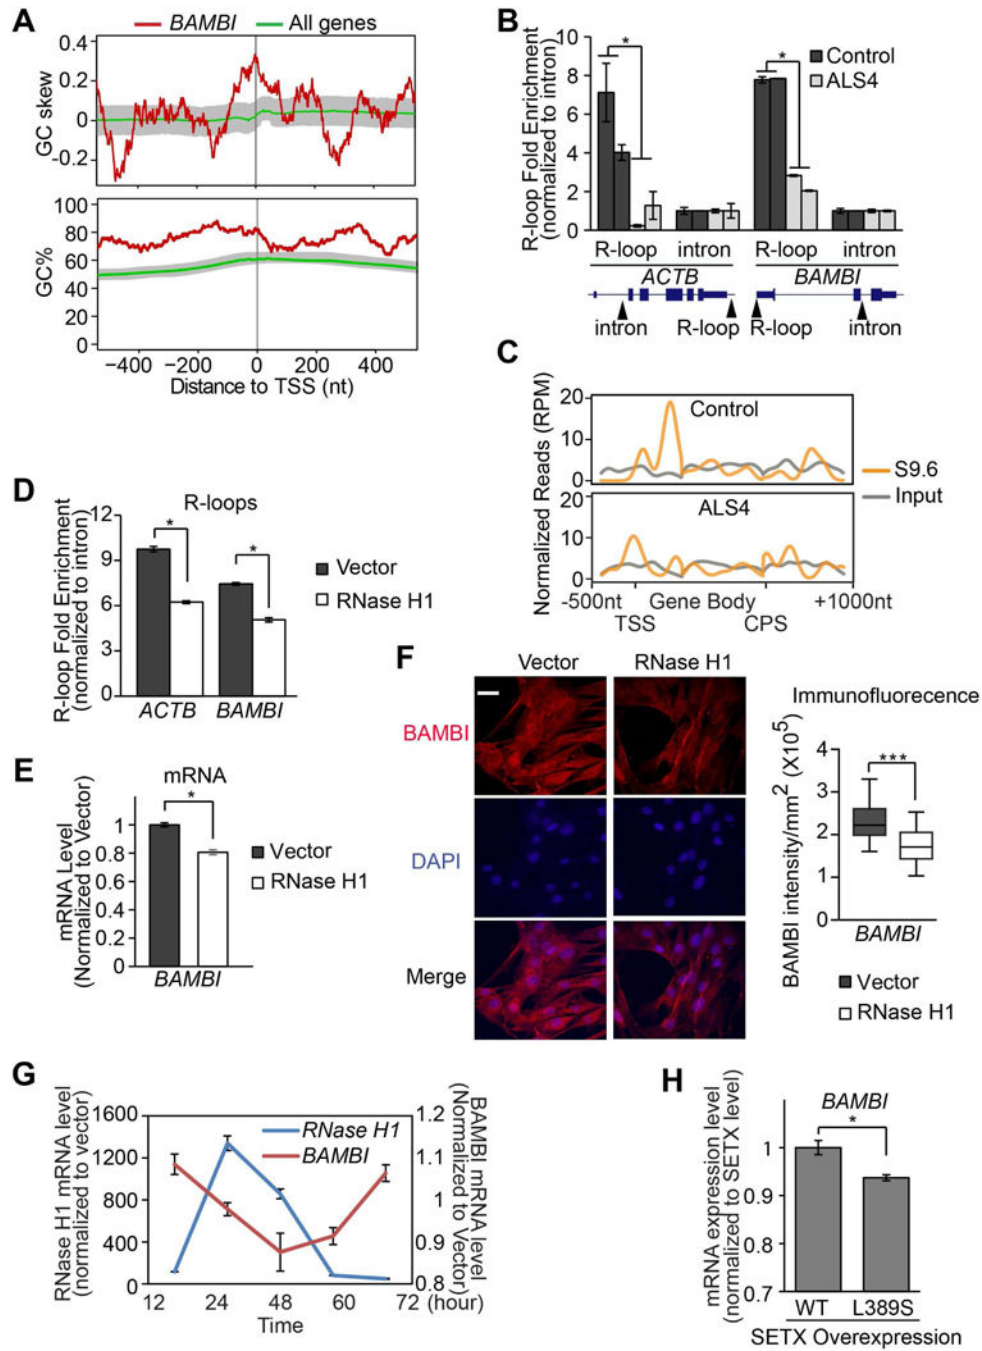 A
BAMBI
All genes
GC skew
0.4
0.2
0
-0.2
GC%
100
80
60
40
20
0
−400
−200
0
200
400
Distance to TSS (nt)
B
R-loop Fold Enrichment
(normalized to intron)
10
8
6
4
2
0
*
*
Control
ALS4
R-loop
intron
R-loop
intron
ACTB
BAMBI
intron
R-loop
R-loop
intron
C
Normalized Reads (RPM)
20
10
0
Control
20
10
0
ALS4
S9.6
Input
-500nt
Gene Body
+1000nt
TSS
CPS
D
R-loops
R-loop Fold Enrichment
(normalized to intron)
12
9
6
3
0
*
*
Vector
RNase H1
ACTB
BAMBI
E
mRNA
mRNA Level
(Normalized to Vector)
1
0.8
0.6
0.4
0.2
0
*
Vector
RNase H1
BAMBI
F
Vector
RNase H1
BAMBI
DAPI
Merge
Immunofluorecence
BAMBI intensity/mm2 (X105)
4
3
2
1
0
***
BAMBI
Vector
RNase H1
G
RNase H1 mRNA level
(normalized to vector)
1600
1200
800
400
0
RNase H1
BAMBI
1.2
1.1
1
0.9
0.8
BAMBI mRNA level
(Normalized to Vector)
12
24
48
60
72 (hour)
Time
H
mRNA expression level
(normalized to SETX level)
BAMBI
*
1
0.9
0.8
0.7
WT
L389S
SETX Overexpression